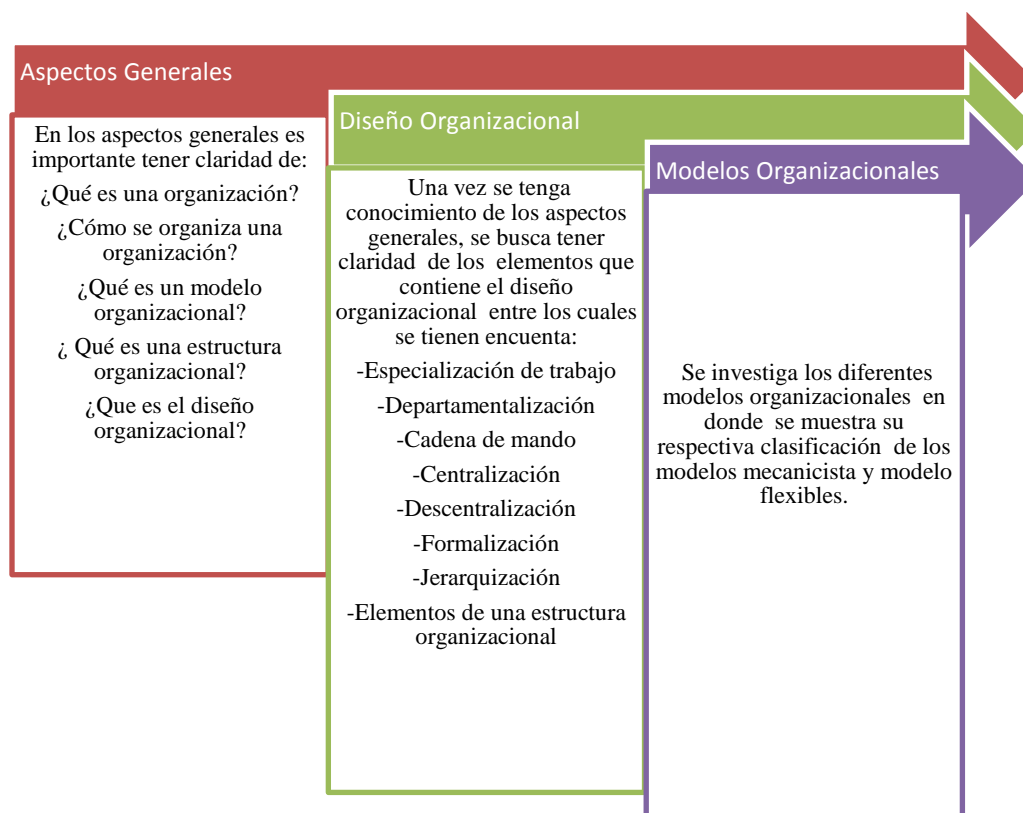 Aspectos Generales
En los aspectos generales es
importante tener claridad de:
¿Qué es una organización?
¿Cómo se organiza una
organización?
¿Qué es un modelo
organizacional?
¿ Qué es una estructura
organizacional?
¿Que es el diseño
organizacional?
Diseño Organizacional
Una vez se tenga
conocimiento de los aspectos
generales, se busca tener
claridad de los elementos que
contiene el diseño
organizacional entre los cuales
se tienen encuenta:
-Especialización de trabajo
-Departamentalización
-Cadena de mando
-Centralización
-Descentralización
-Formalización
-Jerarquización
-Elementos de una estructura
organizacional
Modelos Organizacionales
Se investiga los diferentes
modelos organizacionales en
donde se muestra su
respectiva clasificación de los
modelos mecanicista y modelo
flexibles.